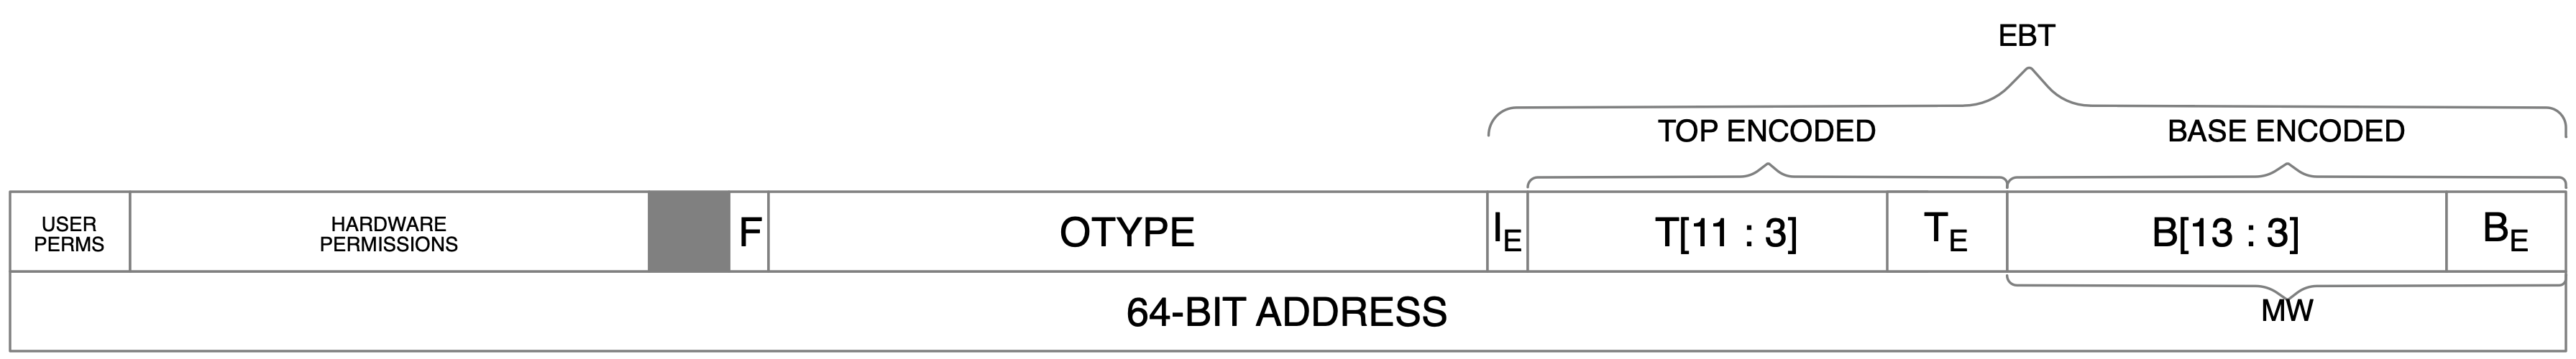 EBT
TOP ENCODED
BASE ENCODED
USER
PERMS
HARDWARE
PERMISSIONS
F
OTYPE
IE
T[11 : 3]
TE
B[13 : 3]
BE
64-BIT ADDRESS
MW